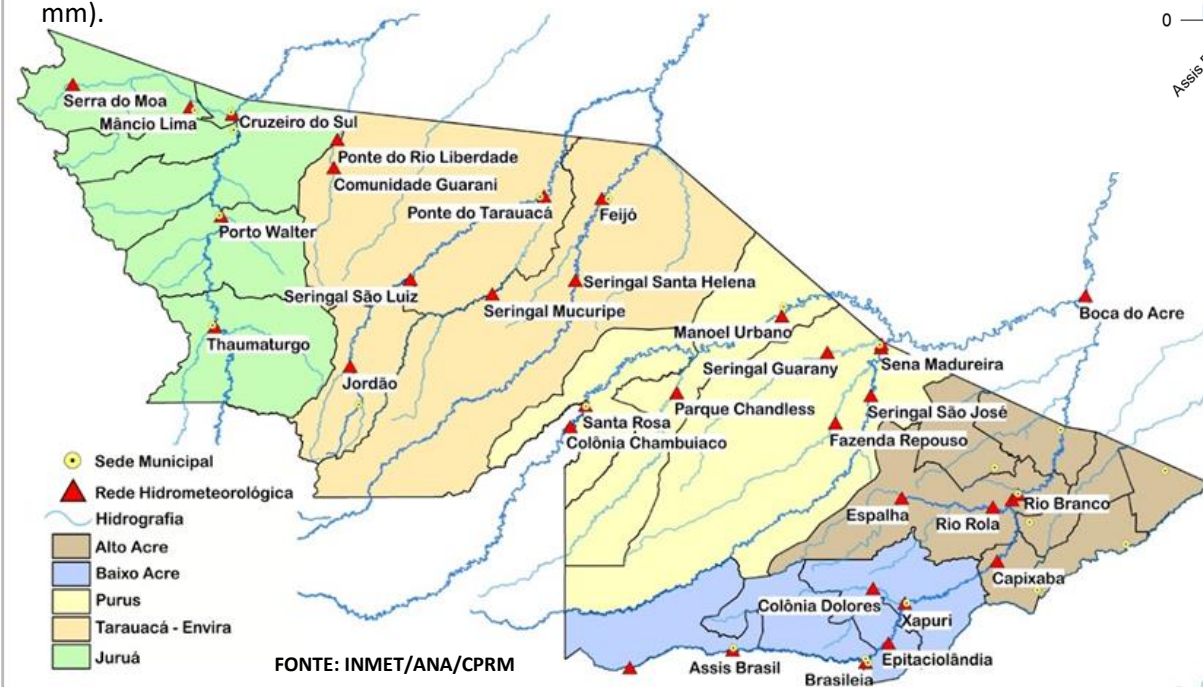 mm).
0
Assis
Serra do Moa
Mâncio Lima
Cruzeiro do Sul
Ponte do Rio Liberdade
Comunidade Guarani
Ponte do Tarauacá
Feijó
Porto Walter
Seringal São Luiz
Seringal Santa Helena
Seringal Mucuripe
Manoel Urbano
Boca do Acre
Thaumaturgo
Seringal Guarany
Sena Madureira
Jordão
Parque Chandless
Seringal São José
Santa Rosa
Colônia Chambuiaco
Fazenda Repouso
Sede Municipal
Rede Hidrometeorológica
Hidrografia
Alto Acre
Baixo Acre
Purus
Tarauacá - Envira
Juruá
Espalha
Rio Rola
Rio Branco
Capixaba
Colônia Dolores
Xapuri
Epitaciolândia
Assis Brasil
Brasileia
FONTE: INMET/ANA/CPRM